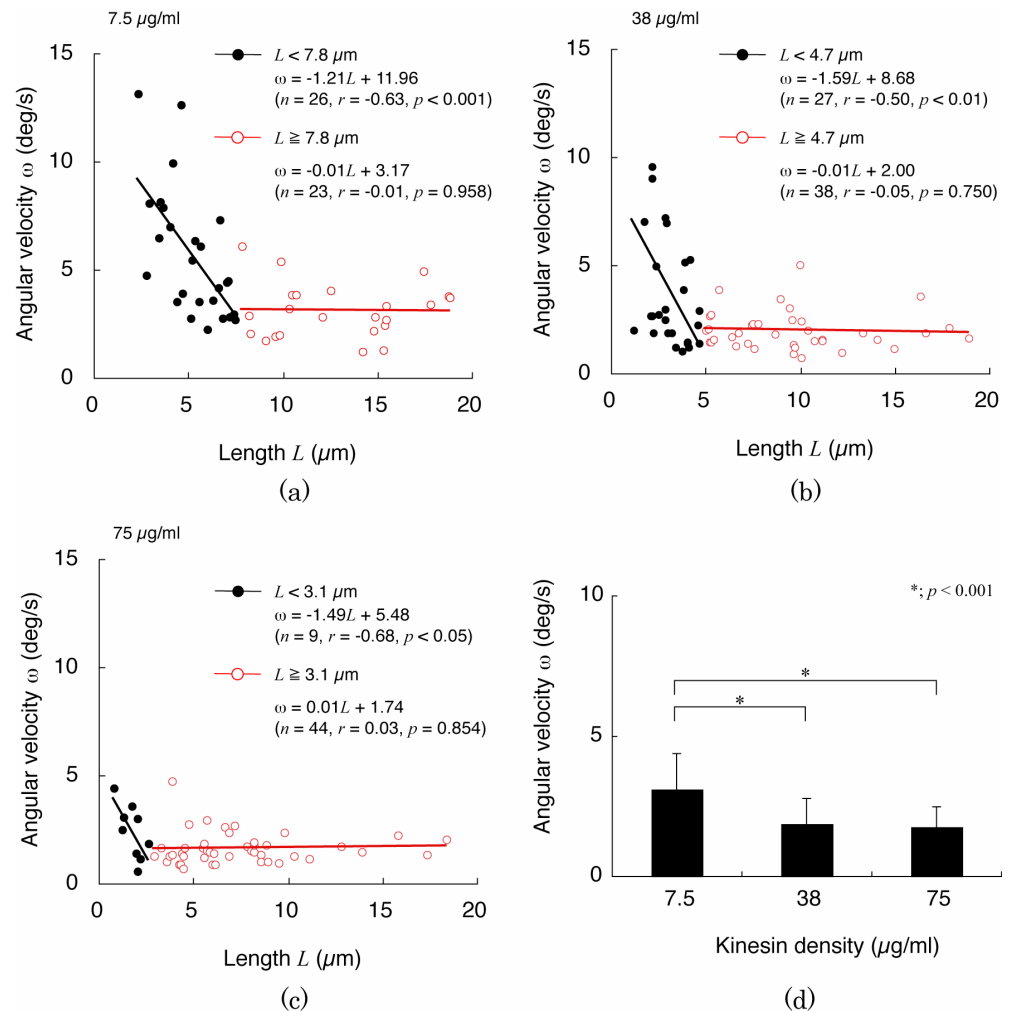 7.5 µg/ml
15
10
5
0
0 5 10 15 20
Angular velocity ω (deg/s)
Length L (µm)
L < 7.8 µm
ω = -1.21L + 11.96
(n = 26, r = -0.63, p < 0.001)
L ≧ 7.8 µm
ω = -0.01L + 3.17
(n = 23, r = -0.01, p = 0.958)
(a)
38 µg/ml
15
10
5
0
0 5 10 15 20
Angular velocity ω (deg/s)
Length L (µm)
L < 4.7 µm
ω = -1.59L + 8.68
(n = 27, r = -0.50, p < 0.01)
L ≧ 4.7 µm
ω = -0.01L + 2.00
(n = 38, r = -0.05, p = 0.750)
(b)
75 µg/ml
15
10
5
0
0 5 10 15 20
Angular velocity ω (deg/s)
Length L (µm)
L < 3.1 µm
ω = -1.49L + 5.48
(n = 9, r = -0.68, p < 0.05)
L ≧ 3.1 µm
ω = 0.01L + 1.74
(n = 44, r = 0.03, p = 0.854)
(c)
*; p < 0.001
10
5
0
*
*
7.5 38 75
Angular velocity ω (deg/s)
Kinesin density (µg/ml)
(d)